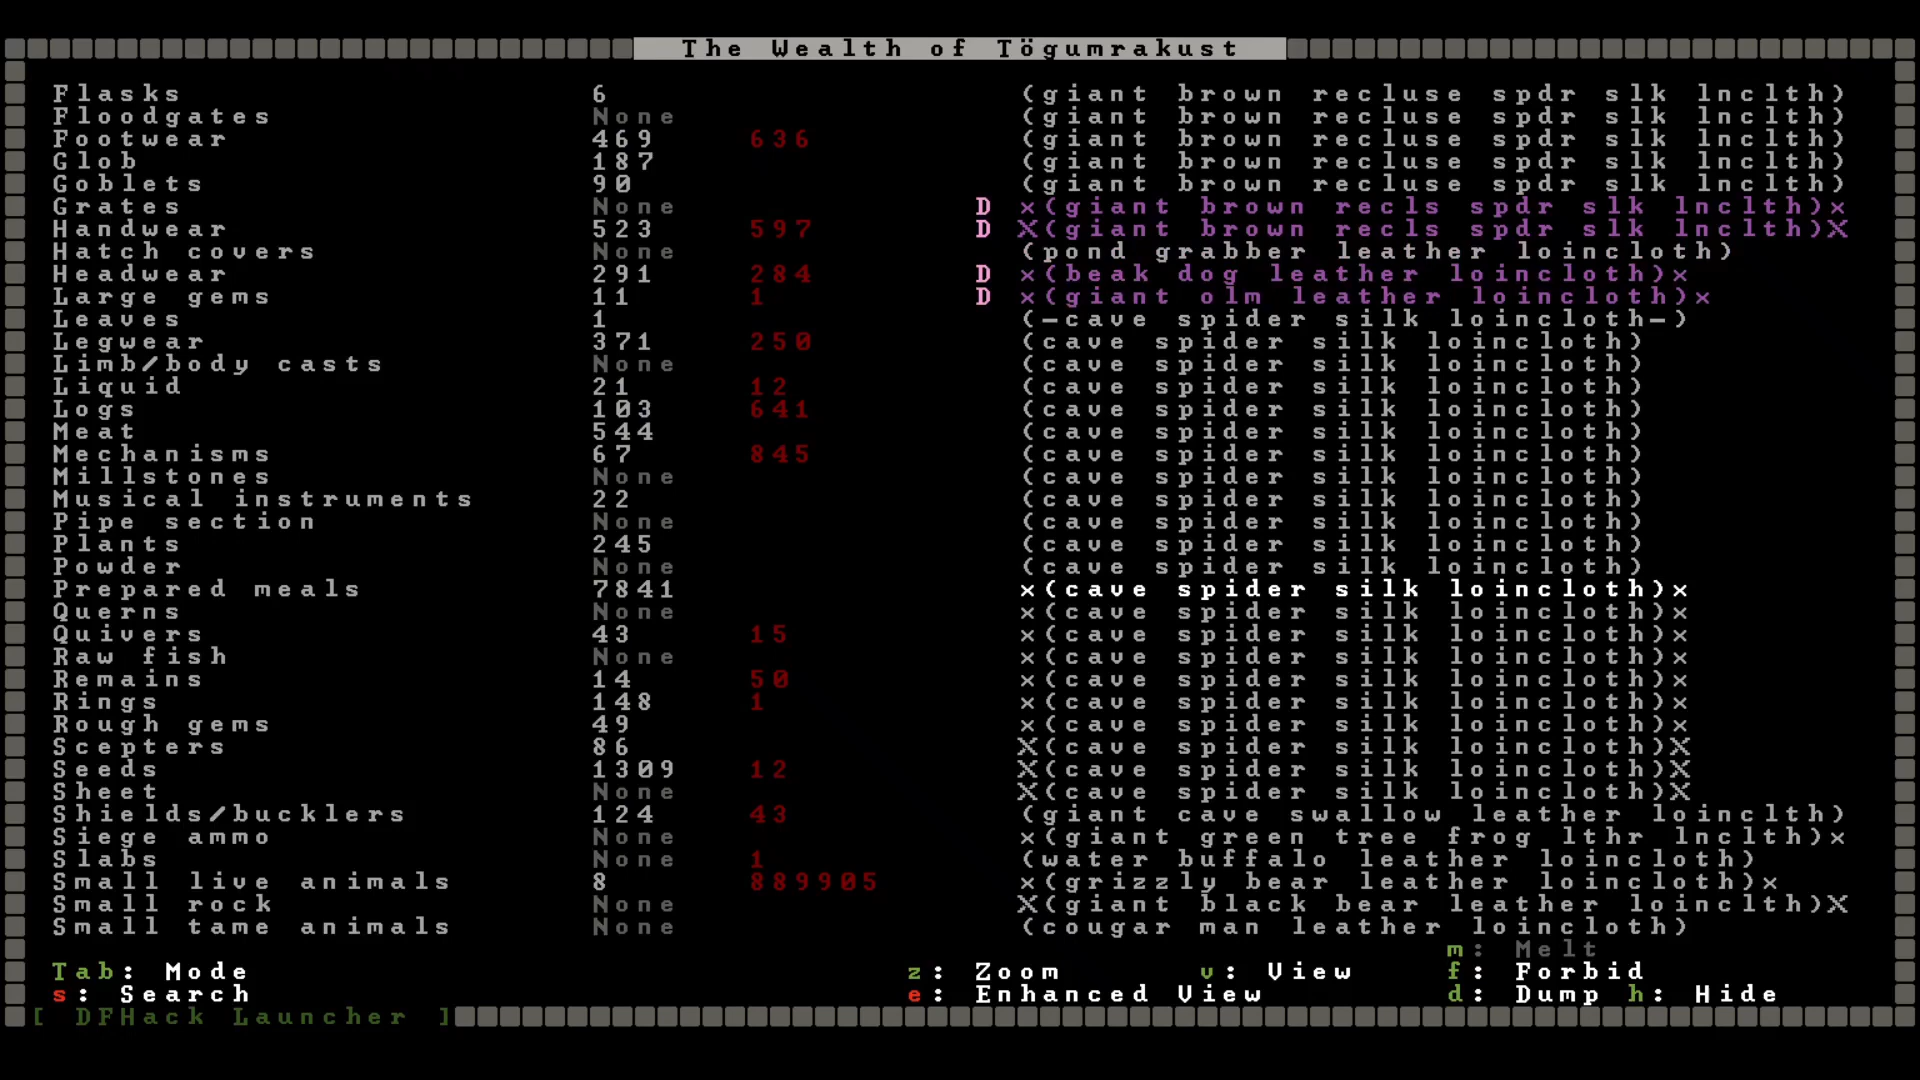 The Wealth of Tögumrakust
Flasks 6 (giant brown recluse spdr slk lnclth)
Floodgates None (giant brown recluse spdr slk lnclth)
Footwear 469 636 (giant brown recluse spdr slk lnclth)
Glob 187 (giant brown recluse spdr slk lnclth)
Goblets 90 (giant brown recluse spdr slk lnclth)
Grates None D x(giant brown recls spdr slk lnclth)x
Handwear 523 597 D X(giant brown recls spdr slk lnclth)X
Hatch covers None (pond grabber leather loincloth)
Headwear 291 284 D x(beak dog leather loincloth)x
Large gems 11 1 D x(giant olm leather loincloth)x
Leaves 1 (-cave spider silk loincloth-)
Legwear 371 250 (cave spider silk loincloth)
Limb/body casts None (cave spider silk loincloth)
Liquid 21 12 (cave spider silk loincloth)
Logs 103 641 (cave spider silk loincloth)
Meat 544 (cave spider silk loincloth)
Mechanisms 67 845 (cave spider silk loincloth)
Millstones None (cave spider silk loincloth)
Musical instruments 22 (cave spider silk loincloth)
Pipe section None (cave spider silk loincloth)
Plants 245 (cave spider silk loincloth)
Powder None (cave spider silk loincloth)
Prepared meals 7841 x(cave spider silk loincloth)x
Querns None x(cave spider silk loincloth)x
Quivers 43 15 x(cave spider silk loincloth)x
Raw fish None x(cave spider silk loincloth)x
Remains 14 50 x(cave spider silk loincloth)x
Rings 148 1 x(cave spider silk loincloth)x
Rough gems 49 x(cave spider silk loincloth)x
Scepters 86 X(cave spider silk loincloth)X
Seeds 1309 12 X(cave spider silk loincloth)X
Sheet None X(cave spider silk loincloth)X
Shields/bucklers 124 43 (giant cave swallow leather loinclth)
Siege ammo None x(giant green tree frog lthr lnclth)x
Slabs None 1 (water buffalo leather loincloth)
Small live animals 8 889905 x(grizzly bear leather loincloth)x
Small rock None X(giant black bear leather loinclth)X
Small tame animals None (cougar man leather loincloth)
m: Melt
Tab: Mode z: Zoom v: View f: Forbid
s: Search e: Enhanced View d: Dump h: Hide
[ DFHack Launcher ]